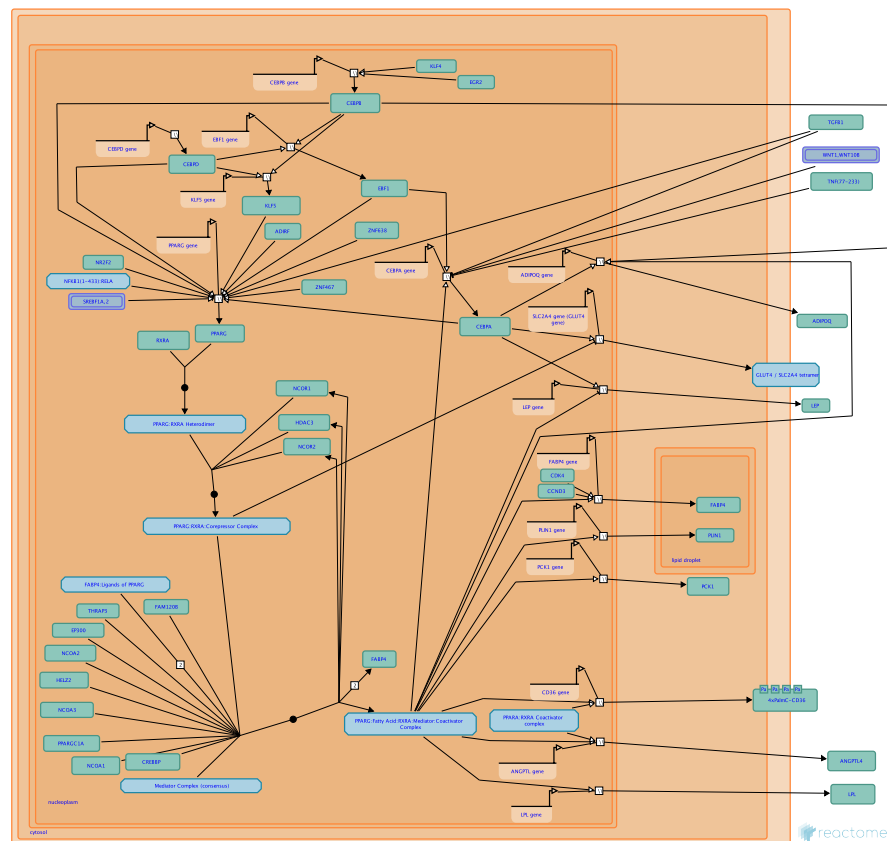 KLF4
CEBPB gene
EGR2
CEBPB
TGFB1
EBF1 gene
CEBPD gene
WNT1,WNT10B
CEBPD
TNF(77-233)
EBF1
KLF5 gene
KLF5
ADIRF
ZNF638
PPARG gene
NR2F2
CEBPA gene
ADIPOQ gene
NFKB1(1-433):RELA
ZNF467
SREBF1A,2
SLC2A4 gene (GLUT4
gene)
ADIPOQ
CEBPA
RXRA
PPARG
GLUT4 / SLC2A4 tetramer
NCOR1
LEP gene
LEP
HDAC3
PPARG:RXRA Heterodimer
NCOR2
FABP4 gene
CDK4
CCND3
FABP4
PPARG:RXRA:Corepressor Complex
PLIN1 gene
PLIN1
lipid droplet
PCK1 gene
PCK1
FABP4:Ligands of PPARG
THRAP3
FAM120B
EP300
NCOA2
FABP4
HELZ2
2
2
CD36 gene
Pa Pa Pa Pa
4xPalmC-CD36
NCOA3
PPARG:Fatty Acid:RXRA:Mediator:Coactivator
Complex
PPARA:RXRA Coactivator
complex
PPARGC1A
NCOA1
CREBBP
ANGPTL gene
ANGPTL4
Mediator Complex (consensus)
LPL
nucleoplasm
LPL gene
cytosol
reactome